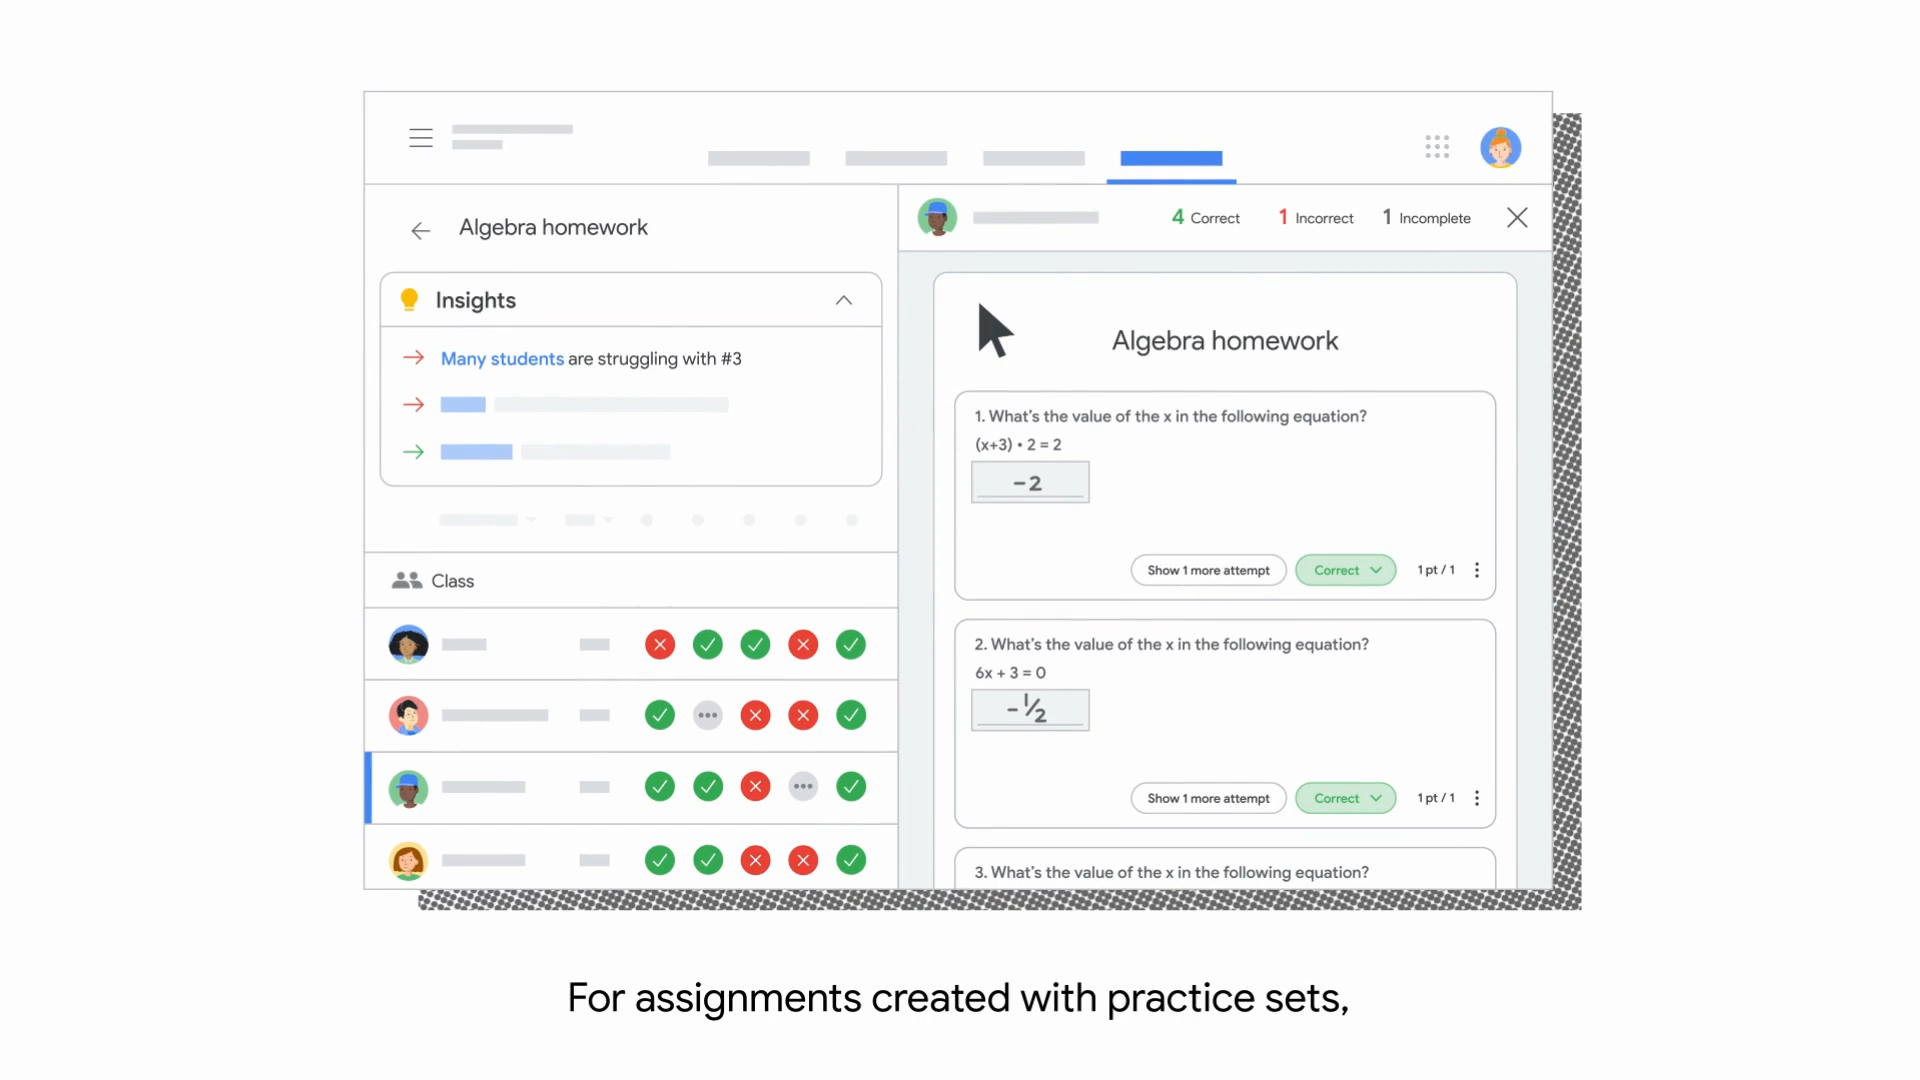 Algebra homework
Insights
Many students are struggling with #3
Class
4 Correct 1 Incorrect 1 Incomplete
Algebra homework
1. What's the value of the x in the following equation?
(x+3) • 2 = 2
-2
Show 1 more attempt Correct 1 pt / 1
2. What's the value of the x in the following equation?
6x + 3 = 0
- 1/2
Show 1 more attempt Correct 1 pt / 1
3. What's the value of the x in the following equation?
For assignments created with practice sets,